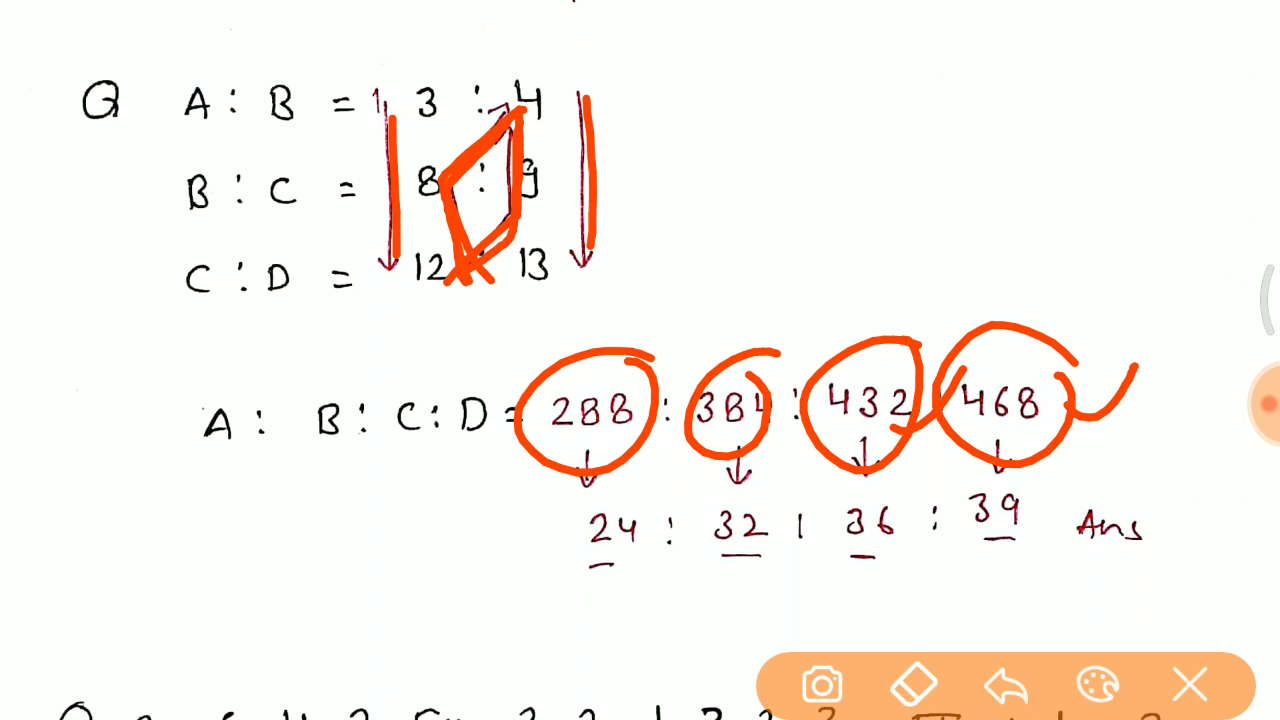 Q A : B = 3 : 4
B : C = 8 : 9
C : D = 12 : 13
A : B : C : D = 288 : 384 : 432 : 468
24 : 32 : 36 : 39 Ans